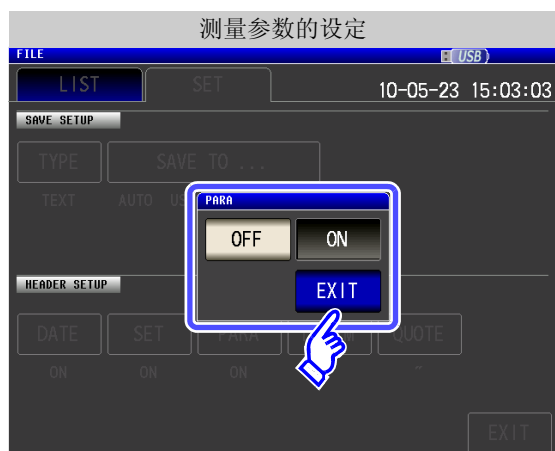 测量参数的设定
FILE
USB
LIST SET 10-05-23 15:03:03
SAVE SETUP
TYPE SAVE TO ...
TEXT AUTO
PARA
OFF ON
EXIT
HEADER SETUP
DATE SET PARA QUOTE
ON ON ON "
EXIT